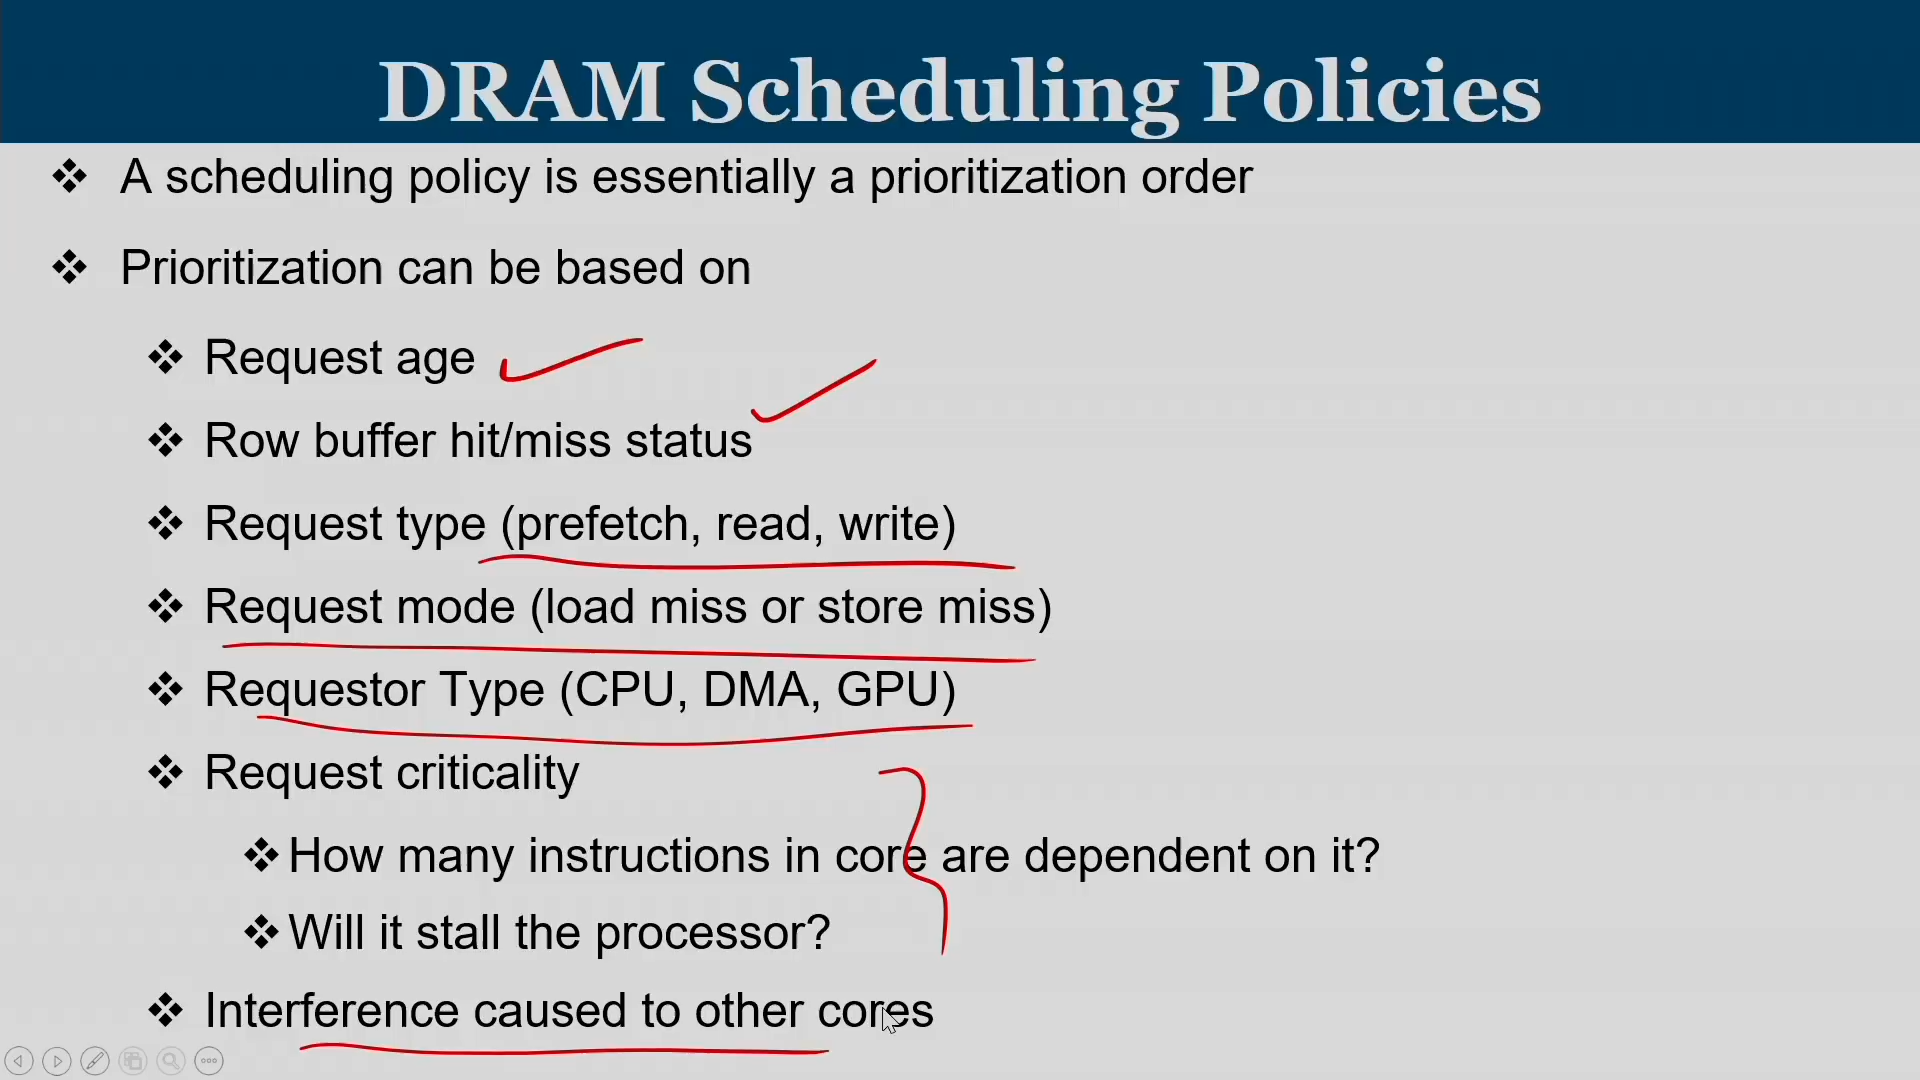 DRAM Scheduling Policies
A scheduling policy is essentially a prioritization order
Prioritization can be based on
Request age
Row buffer hit/miss status
Request type (prefetch, read, write)
Request mode (load miss or store miss)
Requestor Type (CPU, DMA, GPU)
Request criticality
How many instructions in core are dependent on it?
Will it stall the processor?
Interference caused to other cores